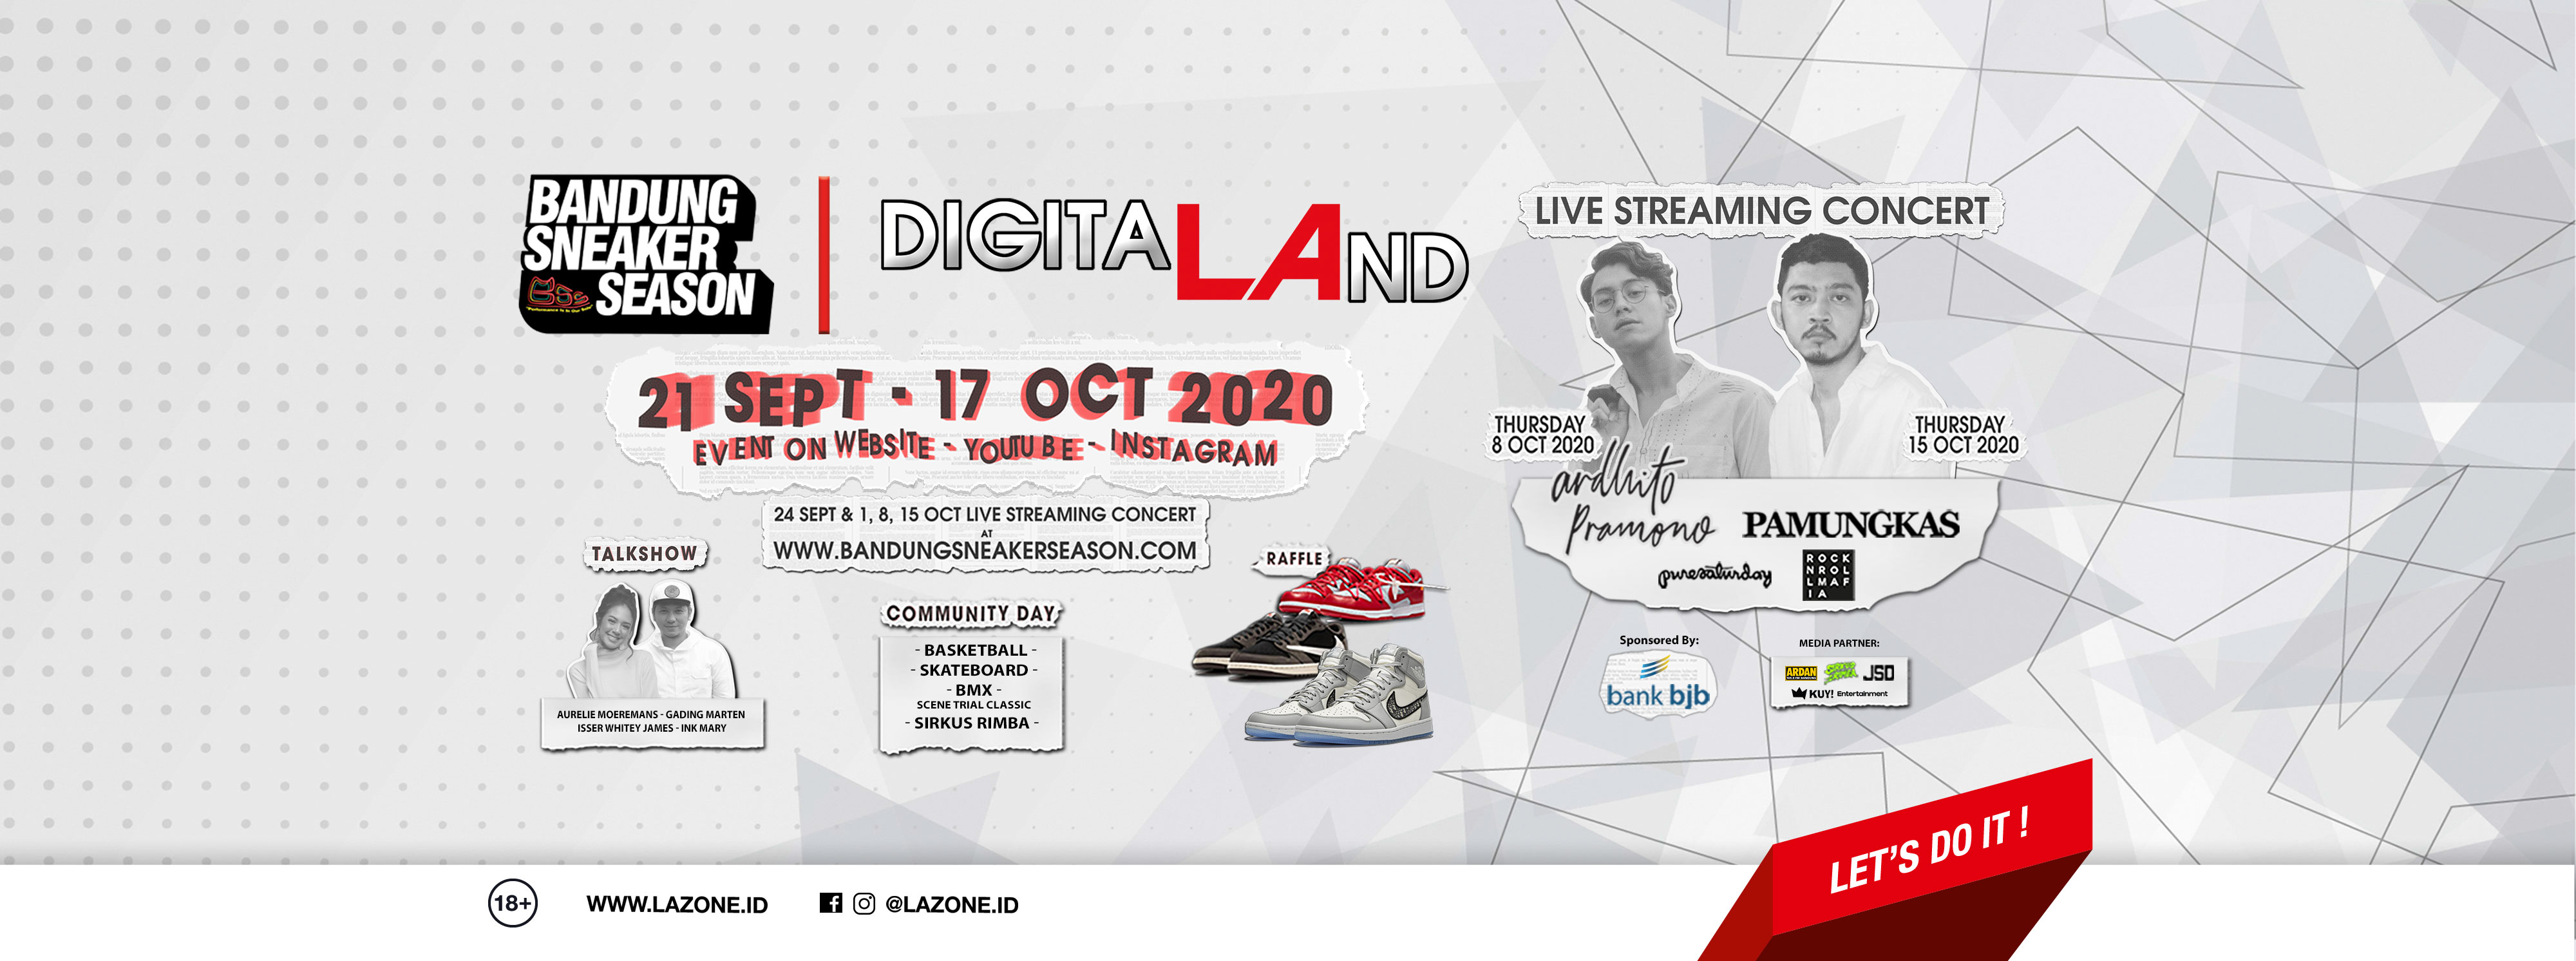 BANDUNG
SNEAKER
SEASON
DIGITALAND
21 SEPT - 17 OCT 2020
EVENT ON WEBSITE - YOUTUBE - INSTAGRAM
24 SEPT & 1, 8, 15 OCT LIVE STREAMING CONCERT
AT
WWW.BANDUNGSNEAKERSEASON.COM
TALKSHOW
AURELIE MOEREMANS - GADING MARTEN
ISSER WHITEY JAMES - INK MARY
COMMUNITY DAY
- BASKETBALL -
- SKATEBOARD -
- BMX -
SCENE TRIAL CLASSIC
- SIRKUS RIMBA -
RAFFLE
LIVE STREAMING CONCERT
THURSDAY
8 OCT 2020
THURSDAY
15 OCT 2020
ardhito
Pramono
PAMUNGKAS
puresaturday
ROCK
NROL
LMAF
IA
Sponsored By:
bank bjb
MEDIA PARTNER:
ARDAN
JSD
KUY! Entertainment
LET'S DO IT !
18+
WWW.LAZONE.ID
@LAZONE.ID